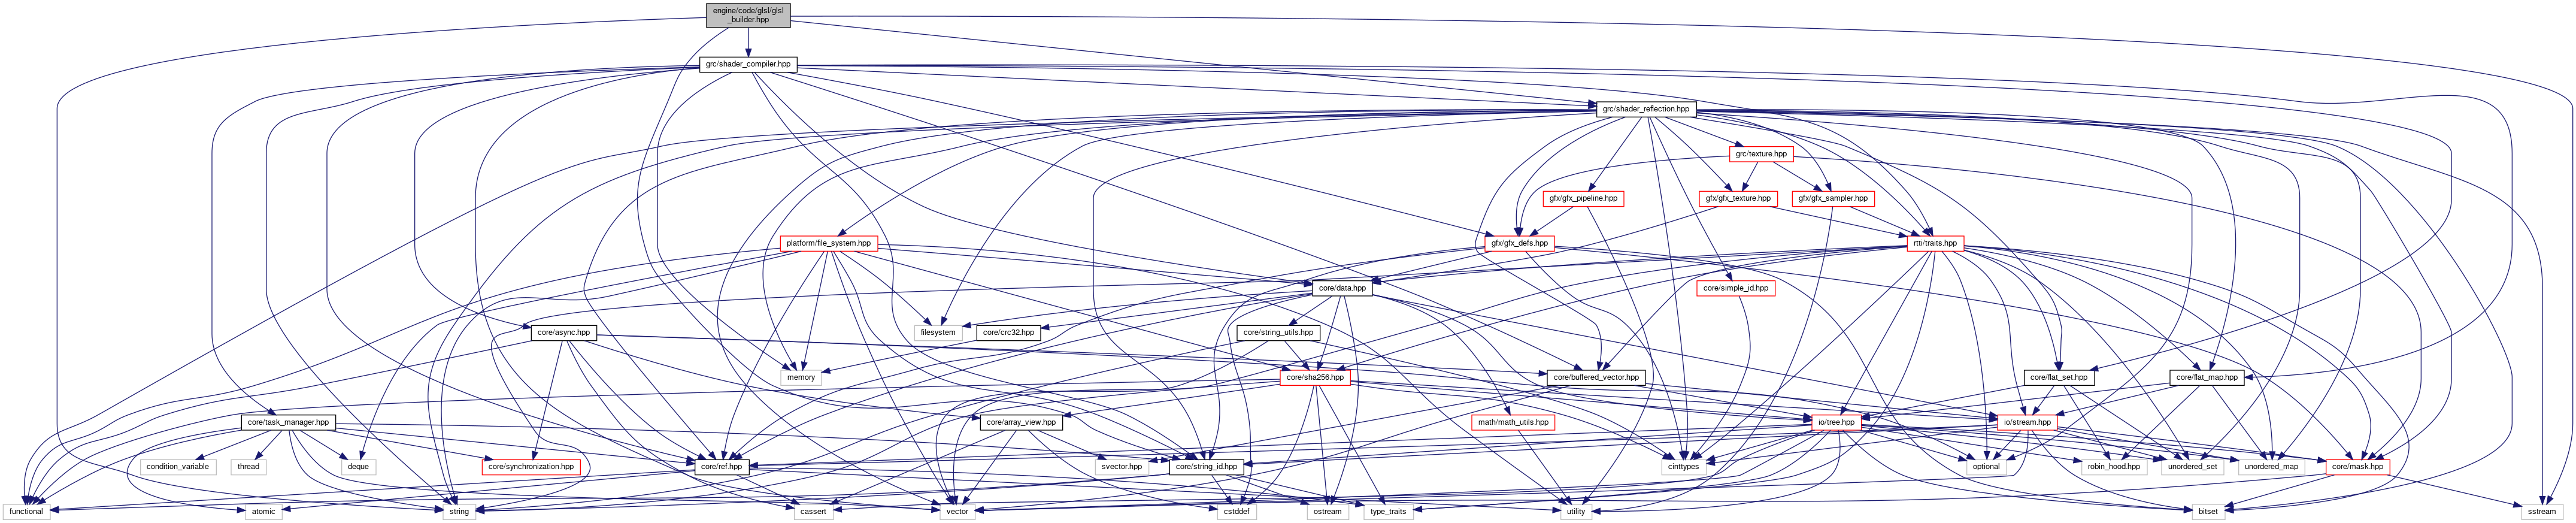 engine/code/glsl/glsl
_builder.hpp
grc/shader_compiler.hpp
grc/shader_reflection.hpp
grc/texture.hpp
gfx/gfx_pipeline.hpp
gfx/gfx_texture.hpp
gfx/gfx_sampler.hpp
platform/file_system.hpp
gfx/gfx_defs.hpp
rtti/traits.hpp
core/data.hpp
core/simple_id.hpp
filesystem
core/async.hpp
core/crc32.hpp
core/string_utils.hpp
memory
core/sha256.hpp
core/buffered_vector.hpp
core/flat_set.hpp
core/flat_map.hpp
core/task_manager.hpp
core/array_view.hpp
math/math_utils.hpp
io/tree.hpp
io/stream.hpp
condition_variable
thread
deque
core/synchronization.hpp
core/ref.hpp
svector.hpp
core/string_id.hpp
cinttypes
optional
robin_hood.hpp
unordered_set
unordered_map
core/mask.hpp
functional
atomic
string
cassert
vector
cstddef
ostream
type_traits
utility
bitset
sstream